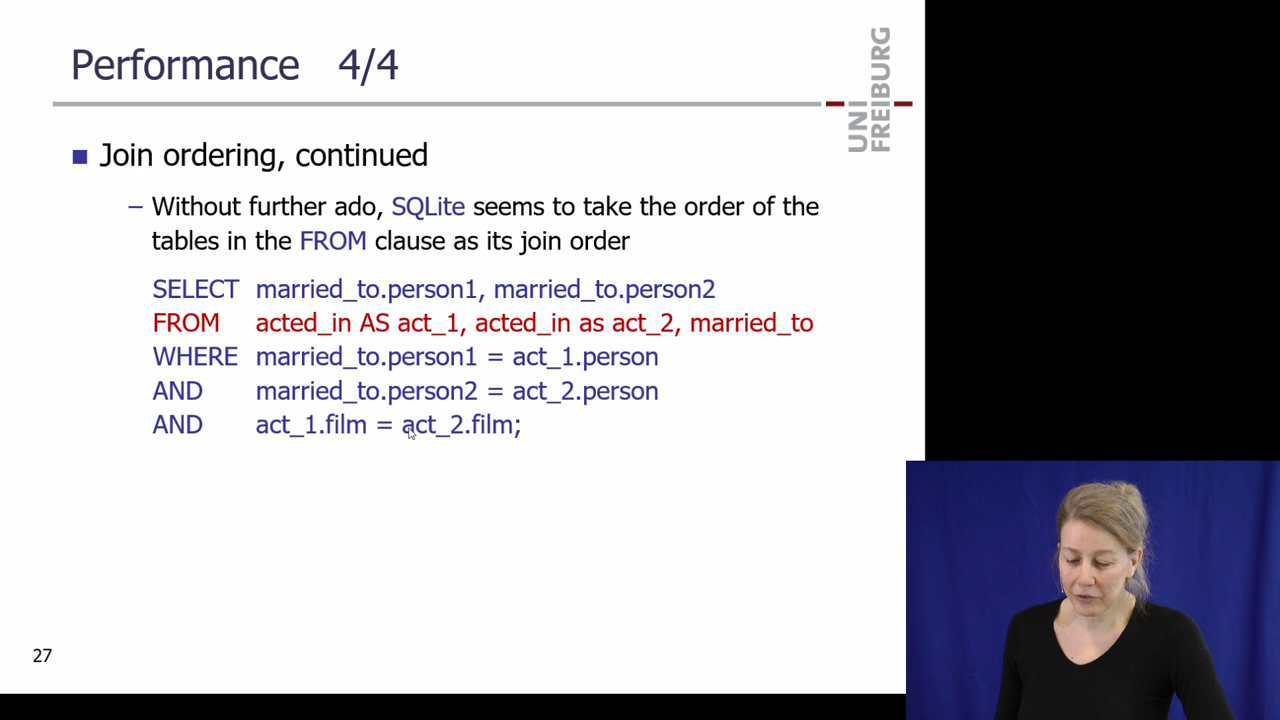 Performance 4/4
UNI
FREIBURG
Join ordering, continued
– Without further ado, SQLite seems to take the order of the
tables in the FROM clause as its join order
SELECT married_to.person1, married_to.person2
FROM acted_in AS act_1, acted_in as act_2, married_to
WHERE married_to.person1 = act_1.person
AND married_to.person2 = act_2.person
AND act_1.film = act_2.film;
27